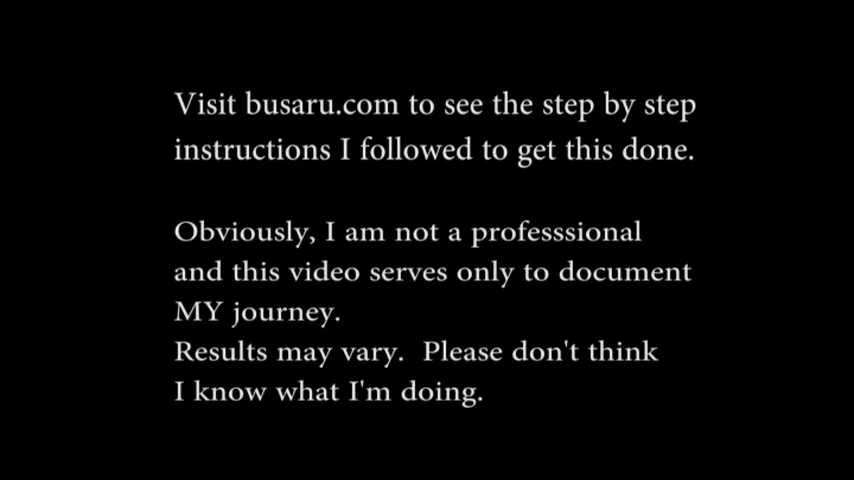 Visit busaru.com to see the step by step
instructions I followed to get this done.
Obviously, I am not a professsional
and this video serves only to document
MY journey.
Results may vary.  Please don't think
I know what I'm doing.